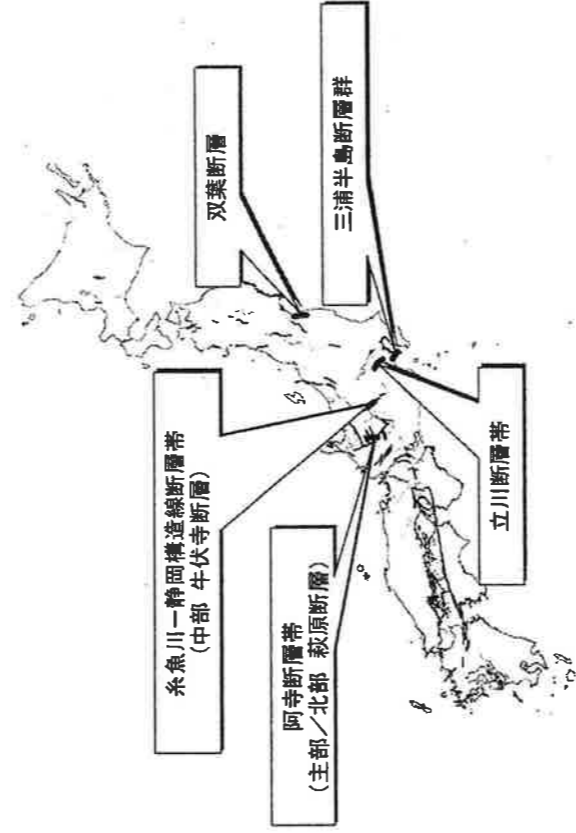 糸魚川－静岡構造線断層帯
(中部 牛伏寺断層)
双葉断層
阿寺断層帯
(主部／北部 萩原断層)
三浦半島断層群
立川断層帯